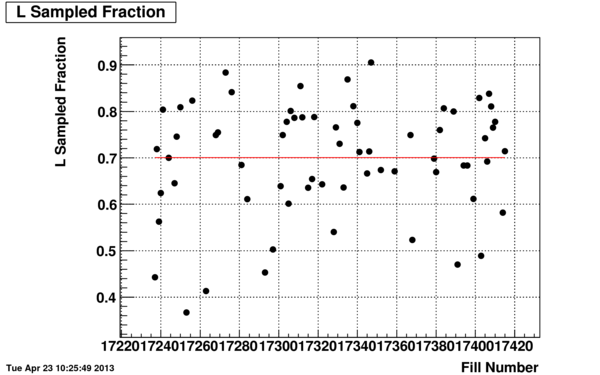 L Sampled Fraction
L Sampled Fraction
0.9
0.8
0.7
0.6
0.5
0.4
17220 17240 17260 17280 17300 17320 17340 17360 17380 17400 17420
Fill Number
Tue Apr 23 10:25:49 2013